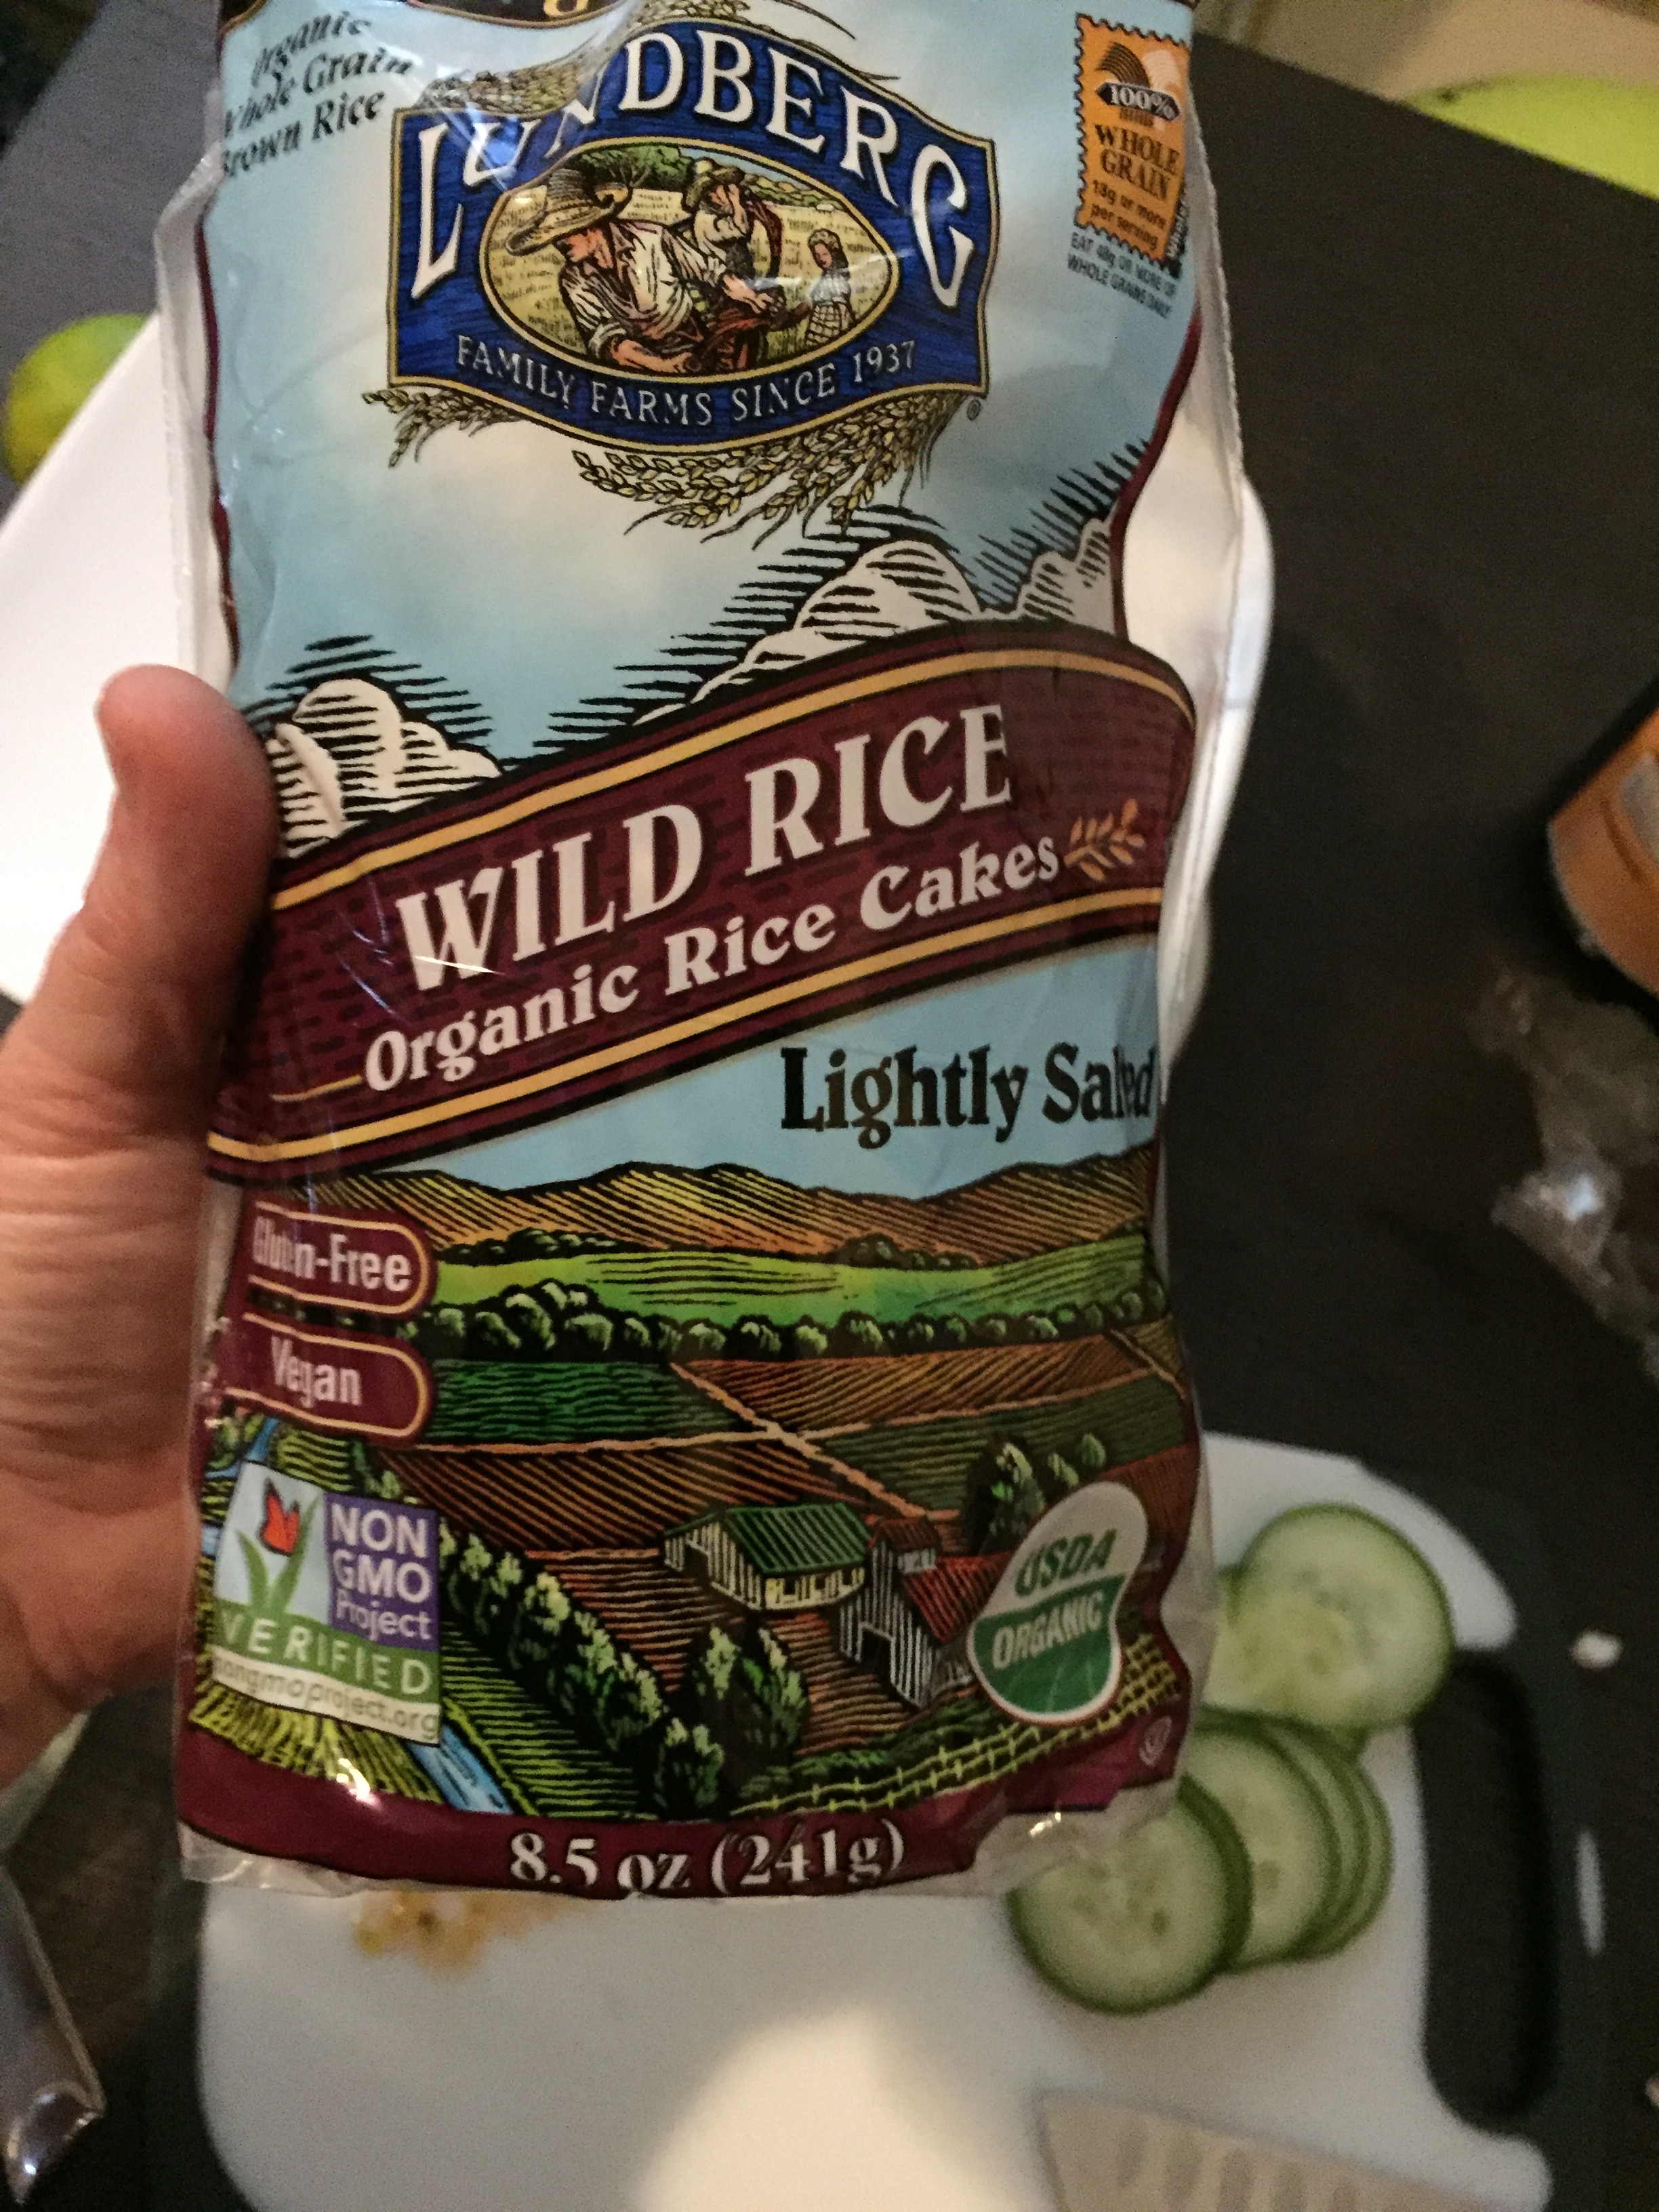 Organic
Whole Grain
Brown Rice
LUNDBERG
FAMILY FARMS SINCE 1937
®
100%
WHOLE
GRAIN
18g or more
per serving
EAT 48g OR MORE OF
WHOLE GRAINS DAILY
WILD RICE
Organic Rice Cakes
Lightly Salted
Gluten-Free
Vegan
NON
GMO
Project
VERIFIED
nongmoproject.org
USDA
ORGANIC
8.5 oz (241g)